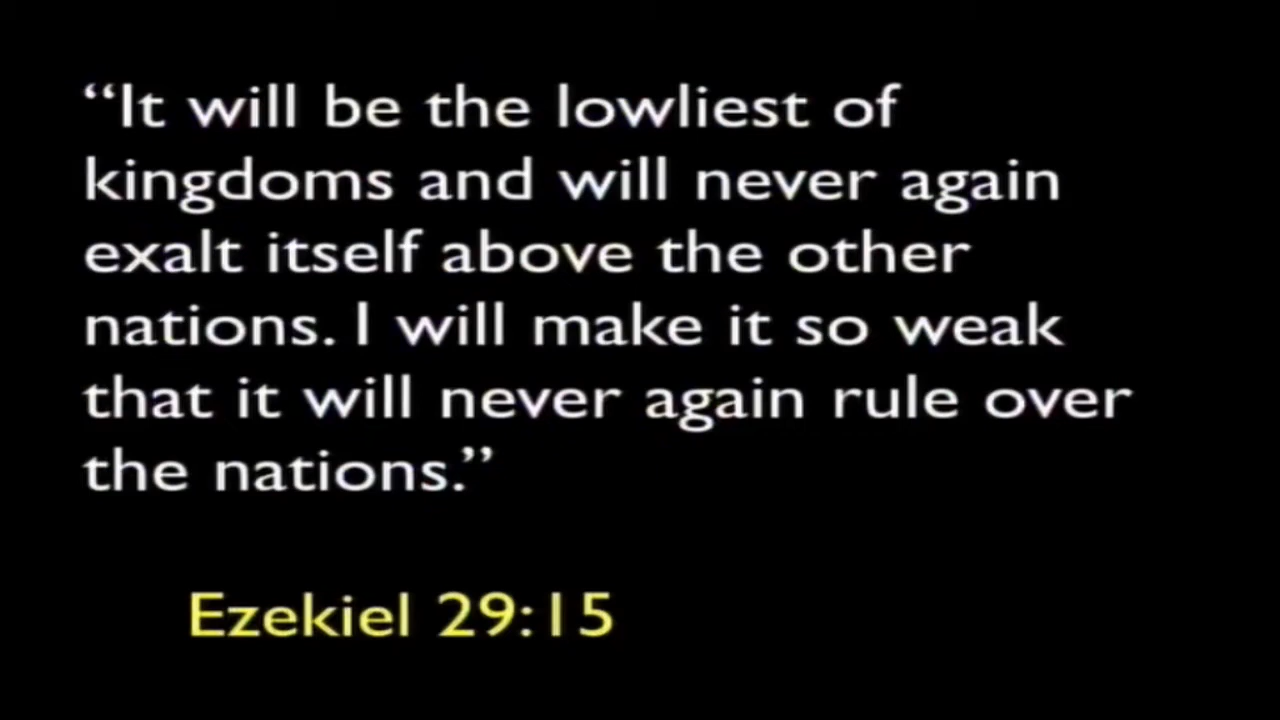 “It will be the lowliest of
kingdoms and will never again
exalt itself above the other
nations. I will make it so weak
that it will never again rule over
the nations.”
Ezekiel 29:15